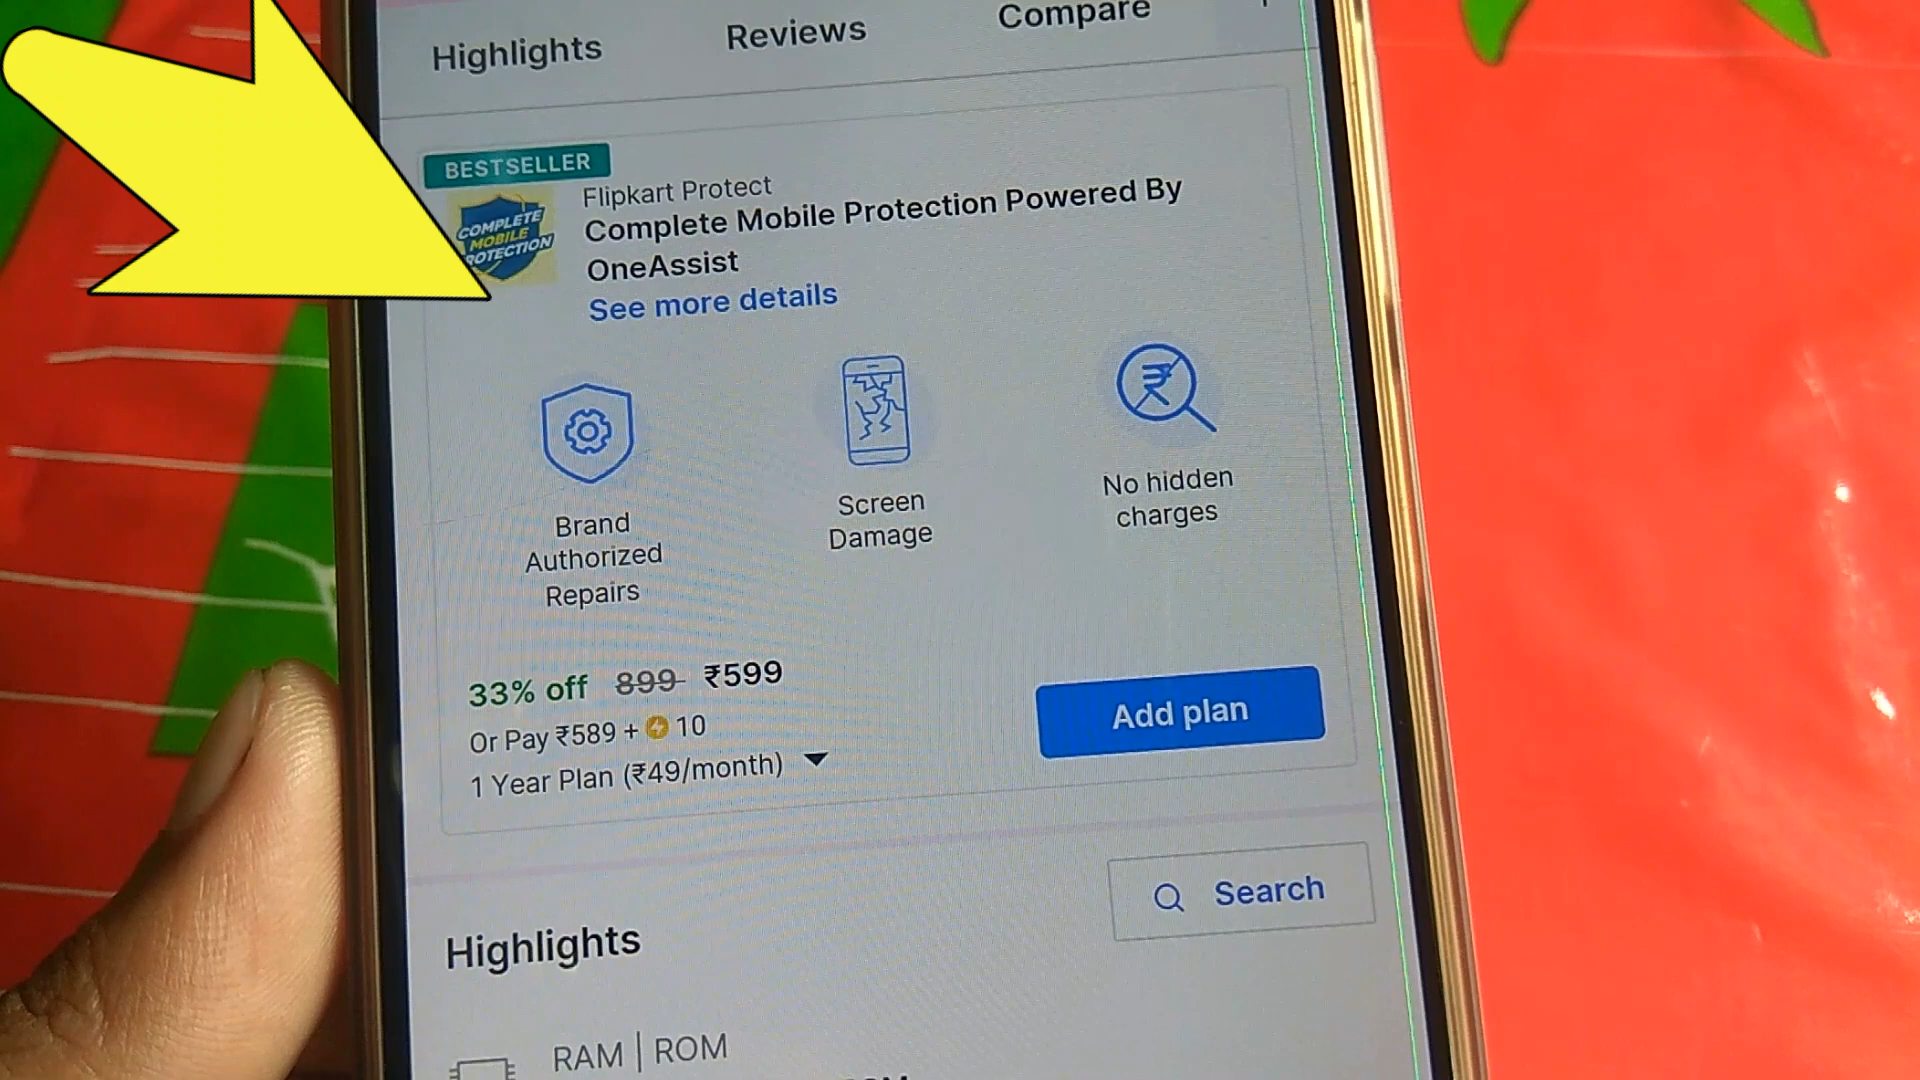 Highlights
Reviews
Compare
BESTSELLER
COMPLETE
MOBILE
ROTECTION
Flipkart Protect
Complete Mobile Protection Powered By
OneAssist
See more details
Brand
Authorized
Repairs
Screen
Damage
No hidden
charges
33% off 899 ₹599
Or Pay ₹589 + 10
1 Year Plan (₹49/month)
Add plan
Search
Highlights
RAM | ROM